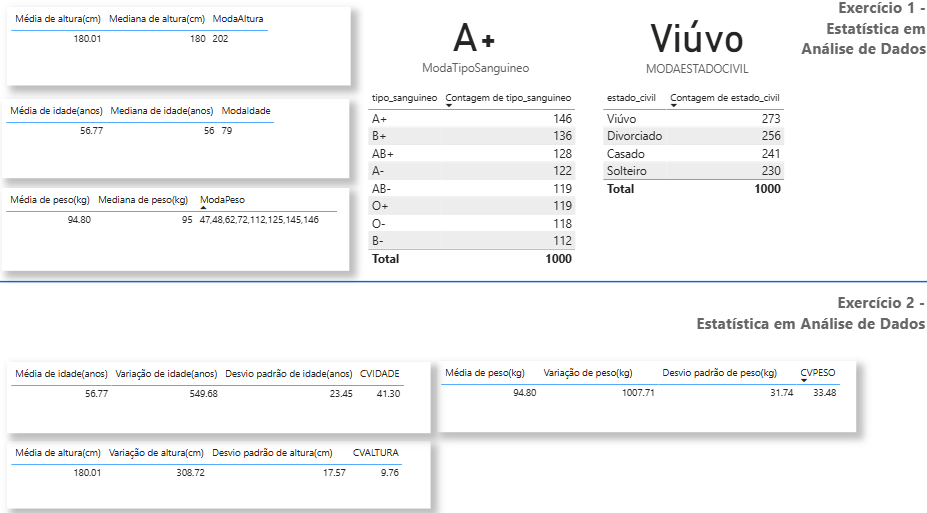 Exercício 1 -
Estatística em
Análise de Dados
Média de altura(cm) Mediana de altura(cm) ModaAltura
180.01 180 202
Média de idade(anos) Mediana de idade(anos) ModaIdade
56.77 56 79
Média de peso(kg) Mediana de peso(kg) ModaPeso
94.80 95 47,48,62,72,112,125,145,146
A+
ModaTipoSanguineo
tipo_sanguineo Contagem de tipo_sanguineo
A+ 146
B+ 136
AB+ 128
A- 122
AB- 119
O+ 119
O- 118
B- 112
Total 1000
Viúvo
MODAESTADOCIVIL
estado_civil Contagem de estado_civil
Viúvo 273
Divorciado 256
Casado 241
Solteiro 230
Total 1000
Exercício 2 -
Estatística em Análise de Dados
Média de idade(anos) Variação de idade(anos) Desvio padrão de idade(anos) CVIDADE
56.77 549.68 23.45 41.30
Média de peso(kg) Variação de peso(kg) Desvio padrão de peso(kg) CVPESO
94.80 1007.71 31.74 33.48
Média de altura(cm) Variação de altura(cm) Desvio padrão de altura(cm) CVALTURA
180.01 308.72 17.57 9.76